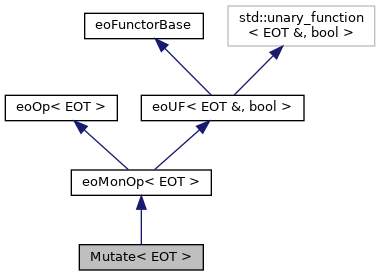 eoFunctorBase
std::unary_function
< EOT &, bool >
eoOp< EOT >
eoUF< EOT &, bool >
eoMonOp< EOT >
Mutate< EOT >